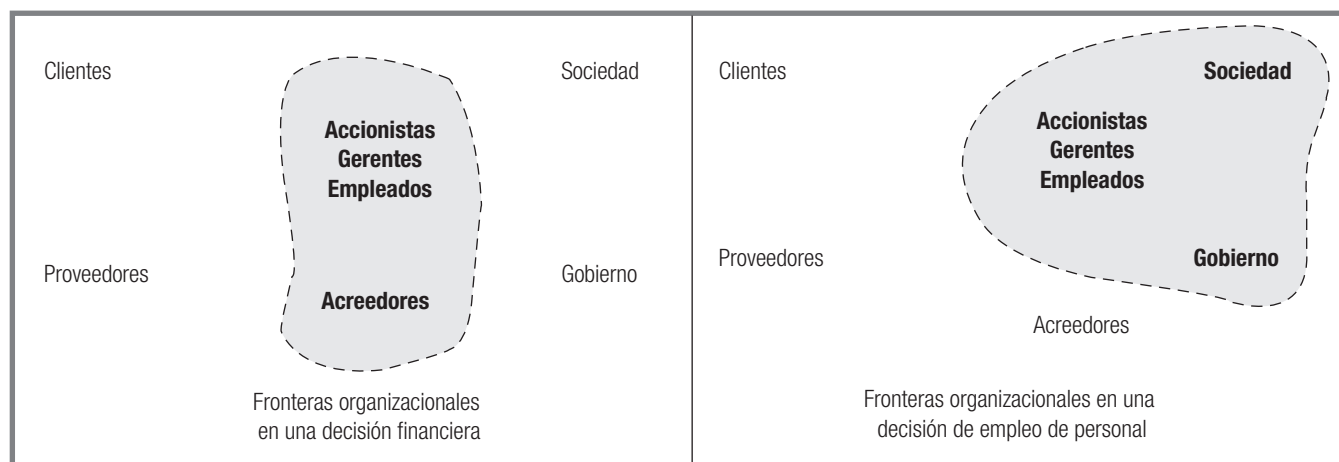 Clientes
Sociedad
Accionistas
Gerentes
Empleados
Proveedores
Gobierno
Acreedores
Fronteras organizacionales
en una decisión financiera
Clientes
Sociedad
Accionistas
Gerentes
Empleados
Proveedores
Gobierno
Acreedores
Fronteras organizacionales en una
decisión de empleo de personal